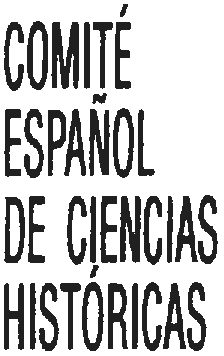 COMITÉ
ESPAÑOL
DE CIENCIAS
HISTÓRICAS